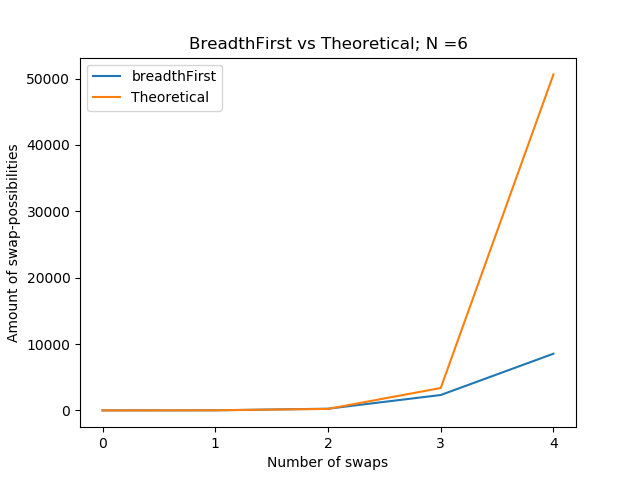 BreadthFirst vs Theoretical; N =6
breadthFirst
Theoretical
Amount of swap-possibilities
50000
40000
30000
20000
10000
0
0 1 2 3 4
Number of swaps